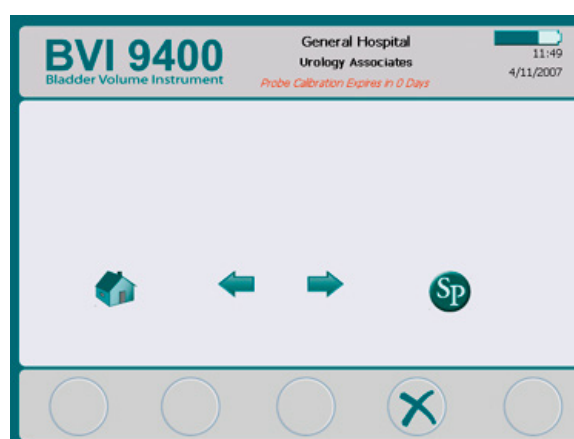 BVI 9400
Bladder Volume Instrument
General Hospital
Urology Associates
Probe Calibration Expires in 0 Days
11:49
4/11/2007
SP